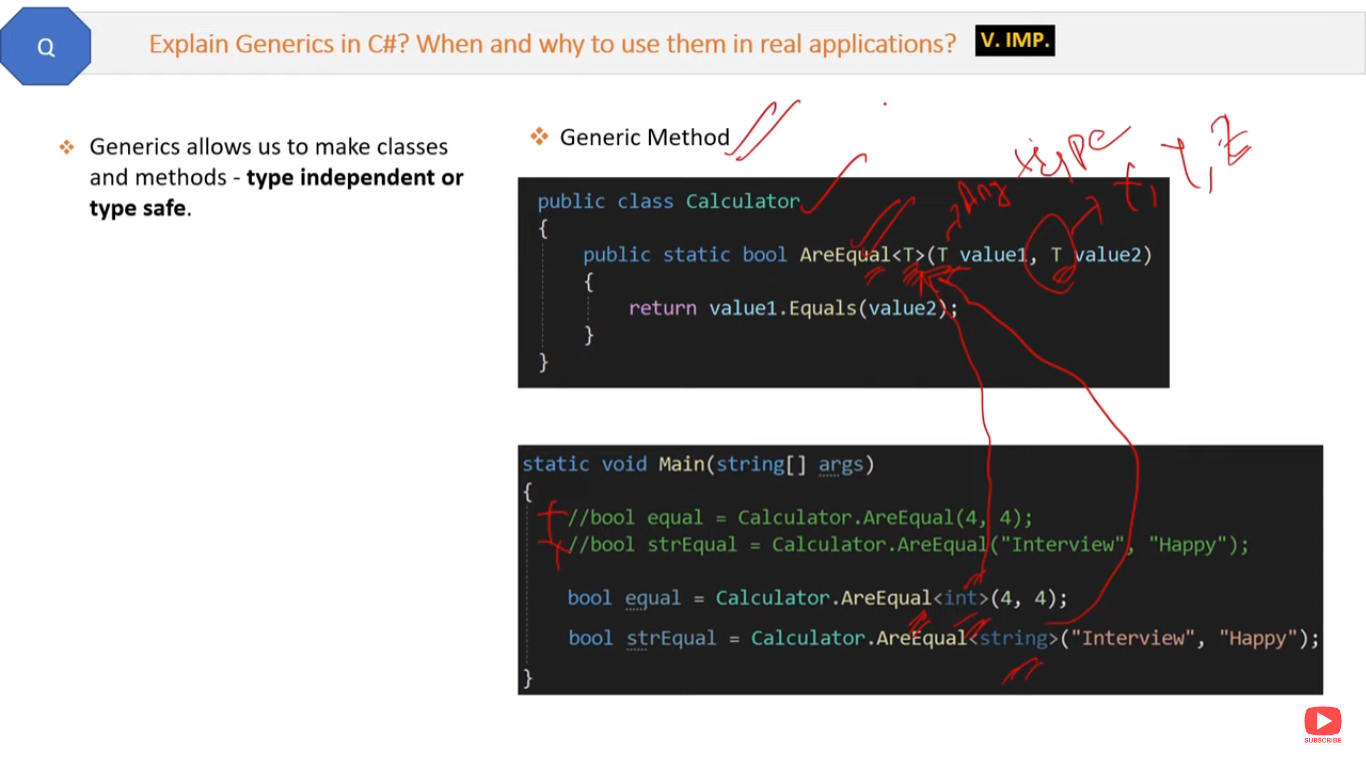 Q
Explain Generics in C#? When and why to use them in real applications?
V. IMP.
Generics allows us to make classes
and methods - type independent or
type safe.
Generic Method
Any type
T, Y, Z
public class Calculator
{
public static bool AreEqual<T>(T value1, T value2)
{
return value1.Equals(value2);
}
}
static void Main(string[] args)
{
//bool equal = Calculator.AreEqual(4, 4);
//bool strEqual = Calculator.AreEqual("Interview", "Happy");
bool equal = Calculator.AreEqual<int>(4, 4);
bool strEqual = Calculator.AreEqual<string>("Interview", "Happy");
}
SUBSCRIBE